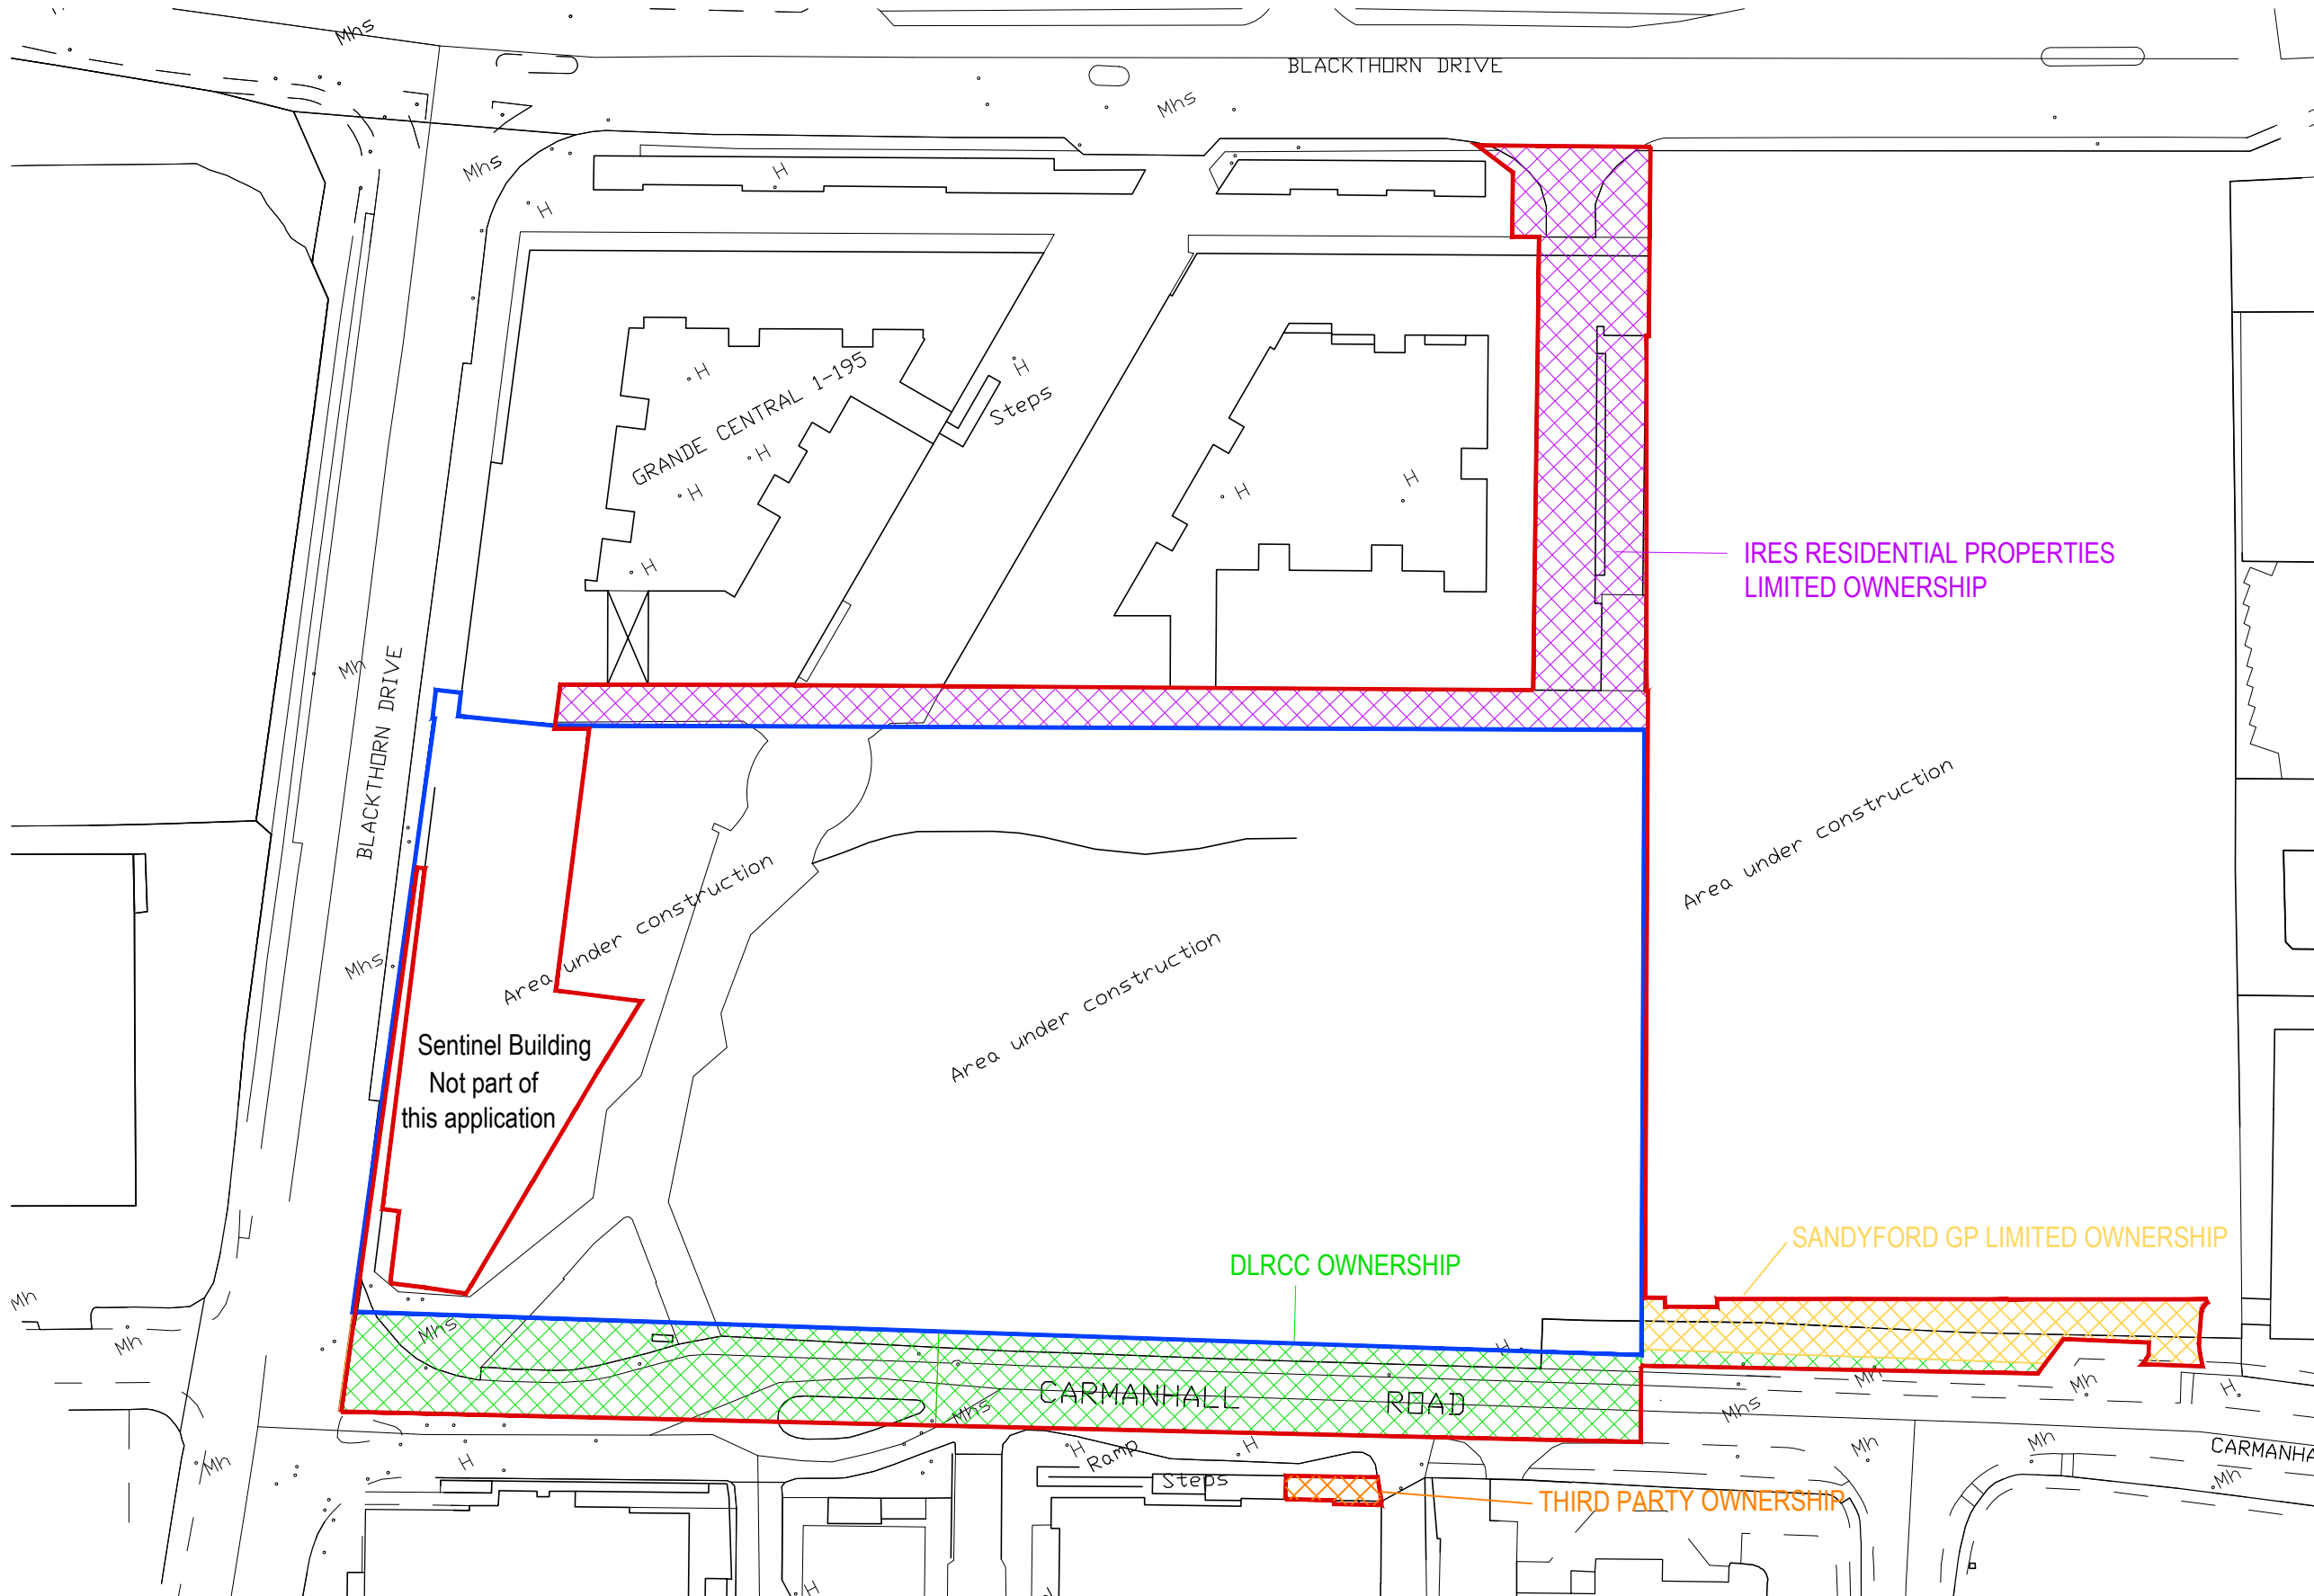 Mhs
BLACKTHORN DRIVE
Mhs
Mhs
H
H
GRANDE CENTRAL 1-195
H
H
H
H
H
Steps
H
H
IRES RESIDENTIAL PROPERTIES
LIMITED OWNERSHIP
BLACKTHORN DRIVE
Mh
Area under construction
Area under construction
Area under construction
Mhs
Sentinel Building
Not part of
this application
SANDYFORD GP LIMITED OWNERSHIP
DLRCC OWNERSHIP
Mh
Mh
Mhs
H
CARMANHALL ROAD
Mhs
Mh
Mh
H
Mhs
Mh
H
H
Ramp
H
Steps
Mh
Mh
CARMANHA
Mh
THIRD PARTY OWNERSHIP
H